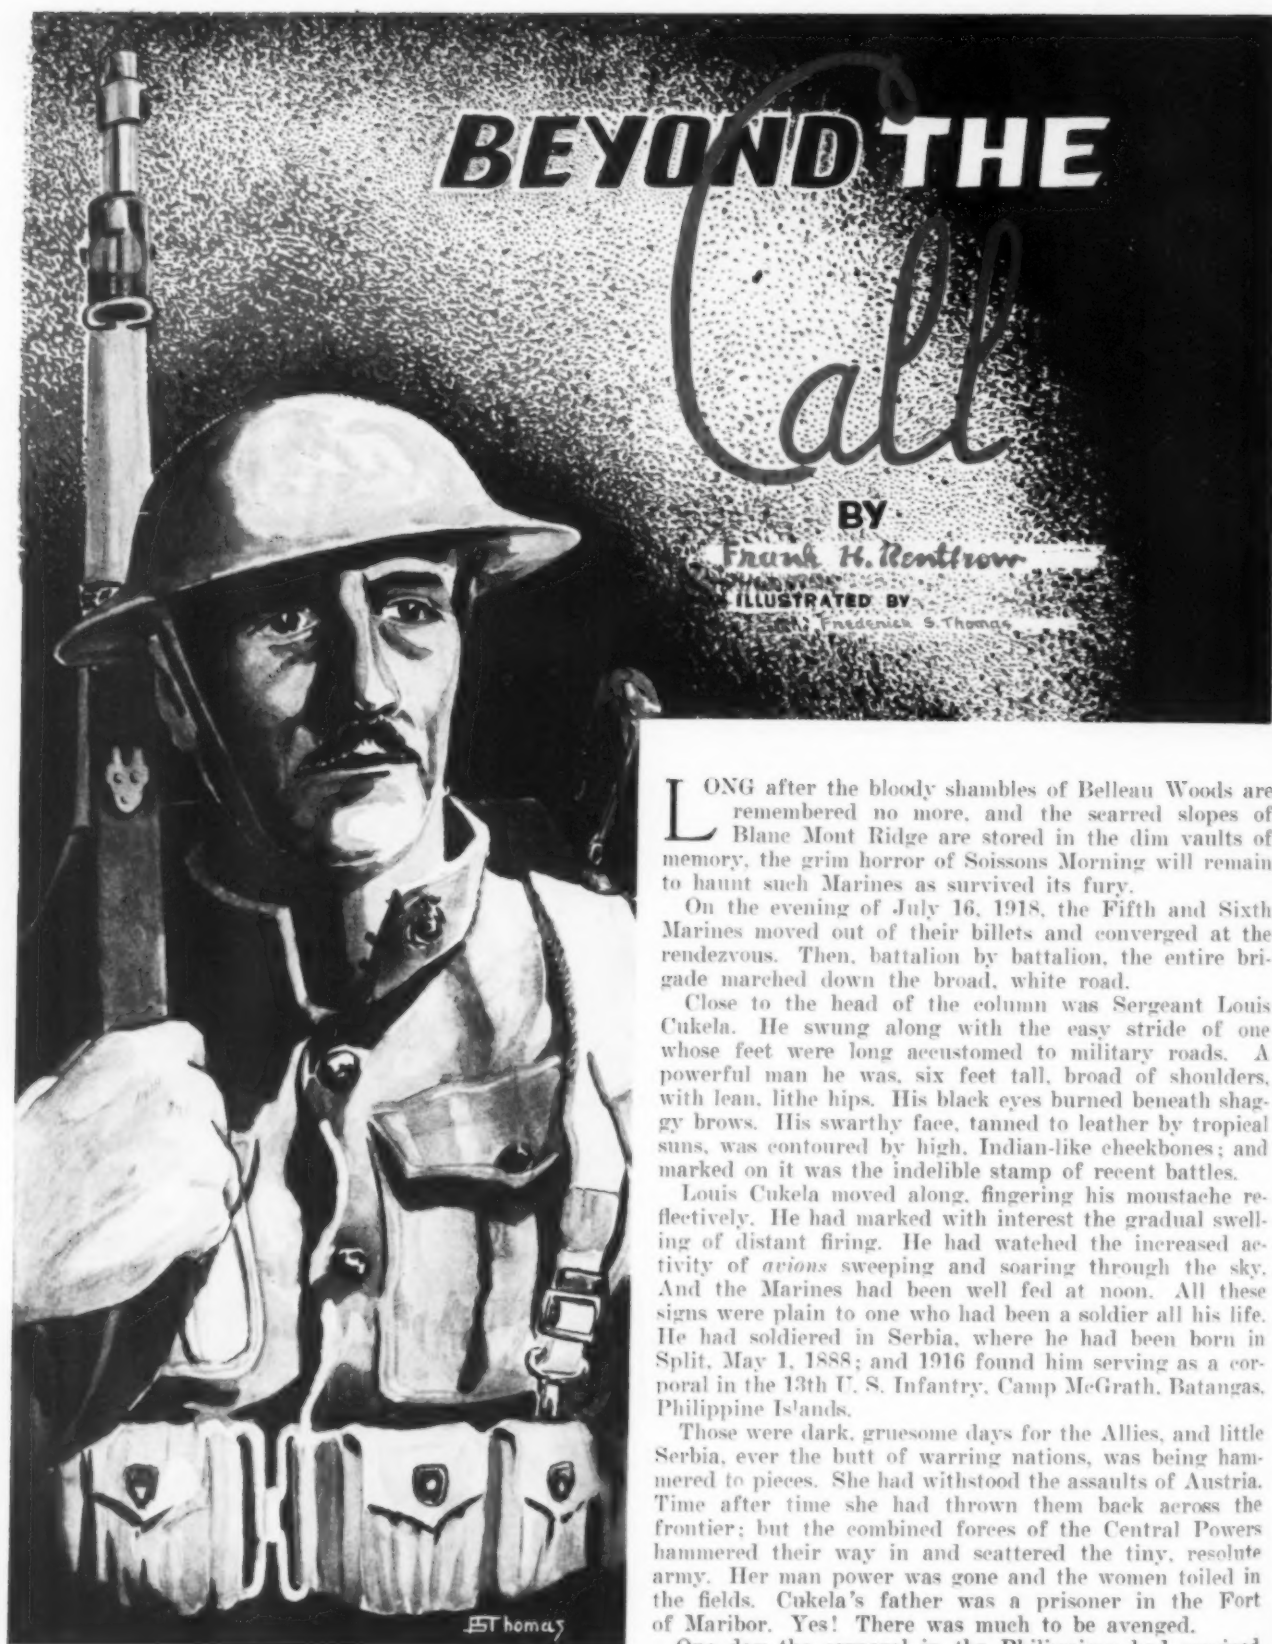 BEYOND THE
Call
BY
Frank H. Rentfrow
ILLUSTRATED BY
Frederick S. Thomas
LONG after the bloody shambles of Belleau Woods are
remembered no more, and the scarred slopes of
Blanc Mont Ridge are stored in the dim vaults of
memory, the grim horror of Soissons Morning will remain
to haunt such Marines as survived its fury.
On the evening of July 16, 1918, the Fifth and Sixth
Marines moved out of their billets and converged at the
rendezvous. Then, battalion by battalion, the entire bri-
gade marched down the broad, white road.
Close to the head of the column was Sergeant Louis
Cukela. He swung along with the easy stride of one
whose feet were long accustomed to military roads. A
powerful man he was, six feet tall, broad of shoulders,
with lean, lithe hips. His black eyes burned beneath shag-
gy brows. His swarthy face, tanned to leather by tropical
suns, was contoured by high, Indian-like cheekbones; and
marked on it was the indelible stamp of recent battles.
Louis Cukela moved along, fingering his moustache re-
flectively. He had marked with interest the gradual swell-
ing of distant firing. He had watched the increased ac-
tivity of avions sweeping and soaring through the sky.
And the Marines had been well fed at noon. All these
signs were plain to one who had been a soldier all his life.
He had soldiered in Serbia, where he had been born in
Split, May 1, 1888; and 1916 found him serving as a cor-
poral in the 13th U. S. Infantry, Camp McGrath, Batangas,
Philippine Islands.
Those were dark, gruesome days for the Allies, and little
Serbia, ever the butt of warring nations, was being ham-
mered to pieces. She had withstood the assaults of Austria.
Time after time she had thrown them back across the
frontier; but the combined forces of the Central Powers
hammered their way in and scattered the tiny, resolute
army. Her man power was gone and the women toiled in
the fields. Cukela's father was a prisoner in the Fort
of Maribor. Yes! There was much to be avenged.
One day the corporal in the Philippines
FSThomas